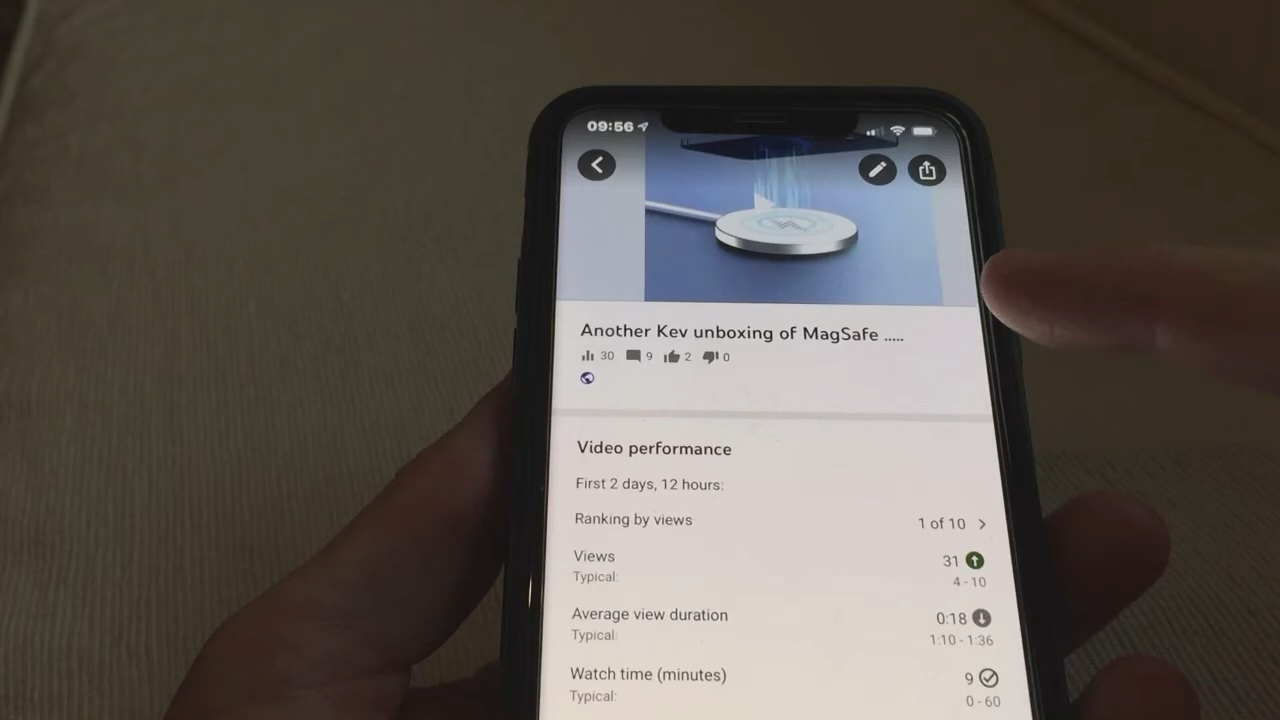 09:56
Another Kev unboxing of MagSafe .....
30 9 2 0
Video performance
First 2 days, 12 hours:
Ranking by views 1 of 10
Views 31
Typical: 4 - 10
Average view duration 0:18
Typical: 1:10 - 1:36
Watch time (minutes) 9
Typical: 0 - 60